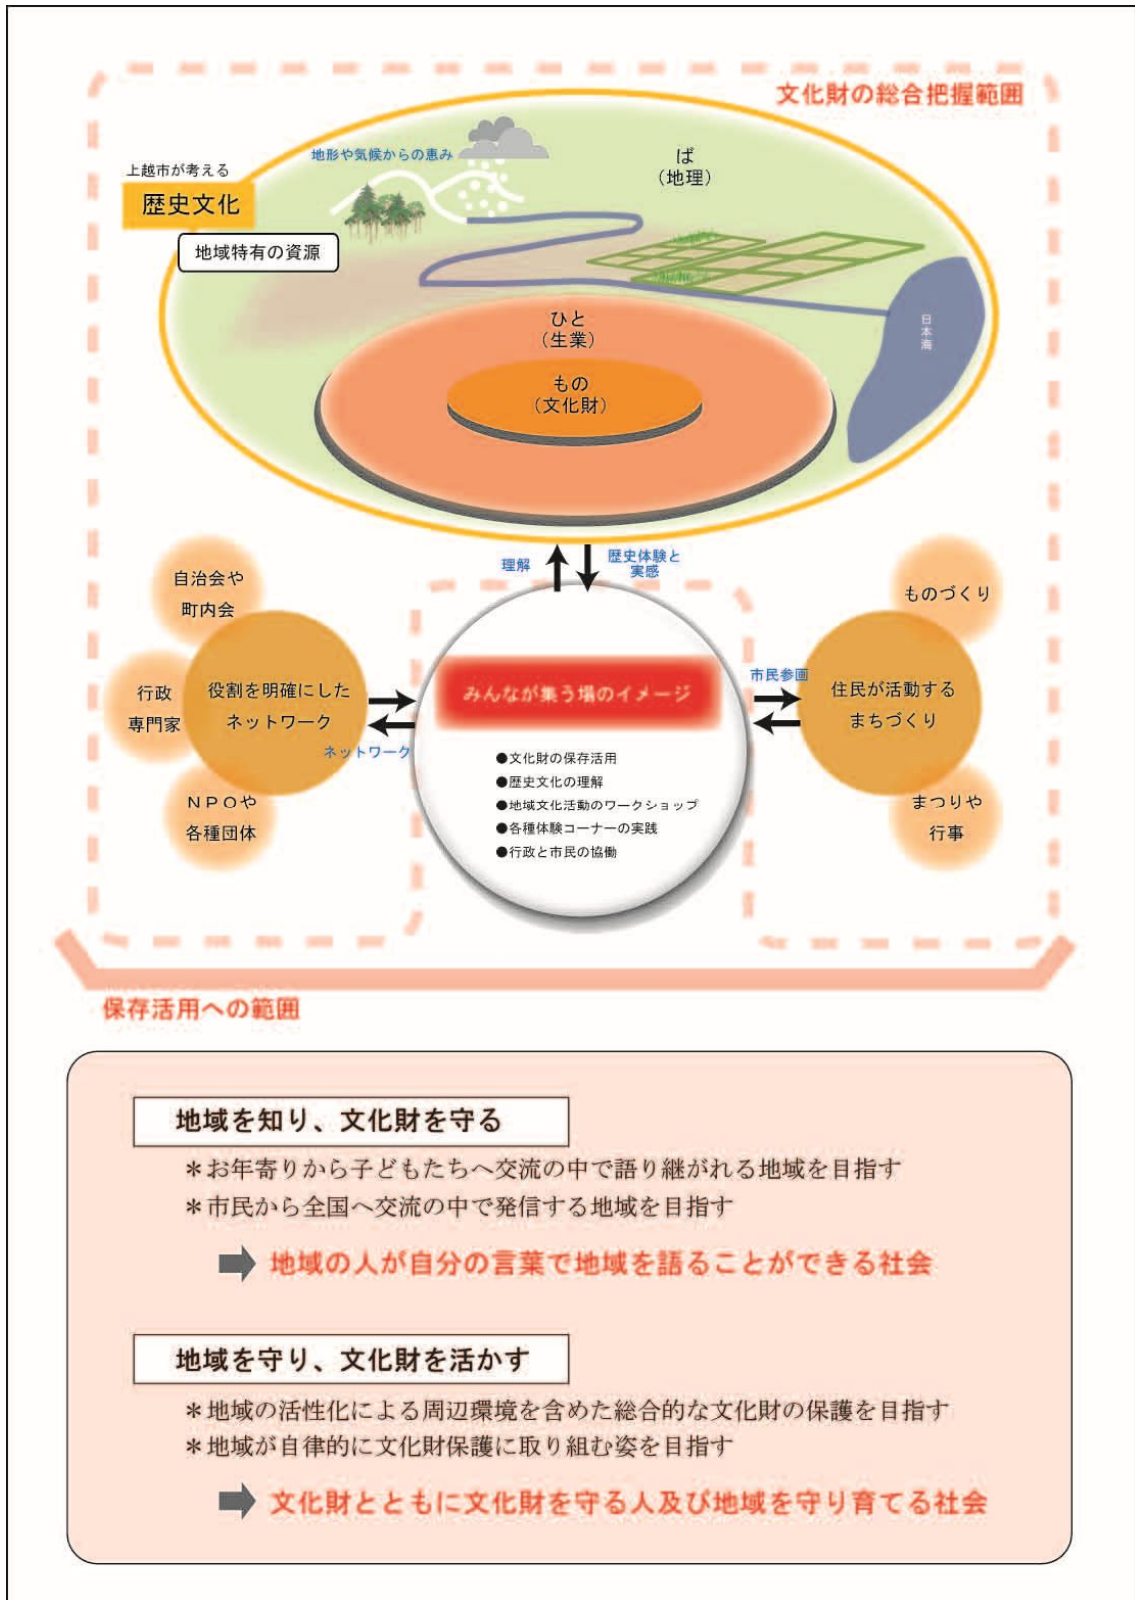 文化財の総合把握範囲
上越市が考える
歴史文化
地域特有の資源
地形や気候からの恵み
ば
（地理）
日本海
ひと
（生業）
もの
（文化財）
理解
歴史体験と
実感
自治会や
町内会
行政
専門家
NPOや
各種団体
役割を明確にした
ネットワーク
ネットワーク
みんなが集う場のイメージ
●文化財の保存活用
●歴史文化の理解
●地域文化活動のワークショップ
●各種体験コーナーの実践
●行政と市民の協働
市民参画
住民が活動する
まちづくり
ものづくり
まつりや
行事
保存活用への範囲
地域を知り、文化財を守る
＊お年寄りから子どもたちへ交流の中で語り継がれる地域を目指す
＊市民から全国へ交流の中で発信する地域を目指す
地域の人が自分の言葉で地域を語ることができる社会
地域を守り、文化財を活かす
＊地域の活性化による周辺環境を含めた総合的な文化財の保護を目指す
＊地域が自律的に文化財保護に取り組む姿を目指す
文化財とともに文化財を守る人及び地域を守り育てる社会